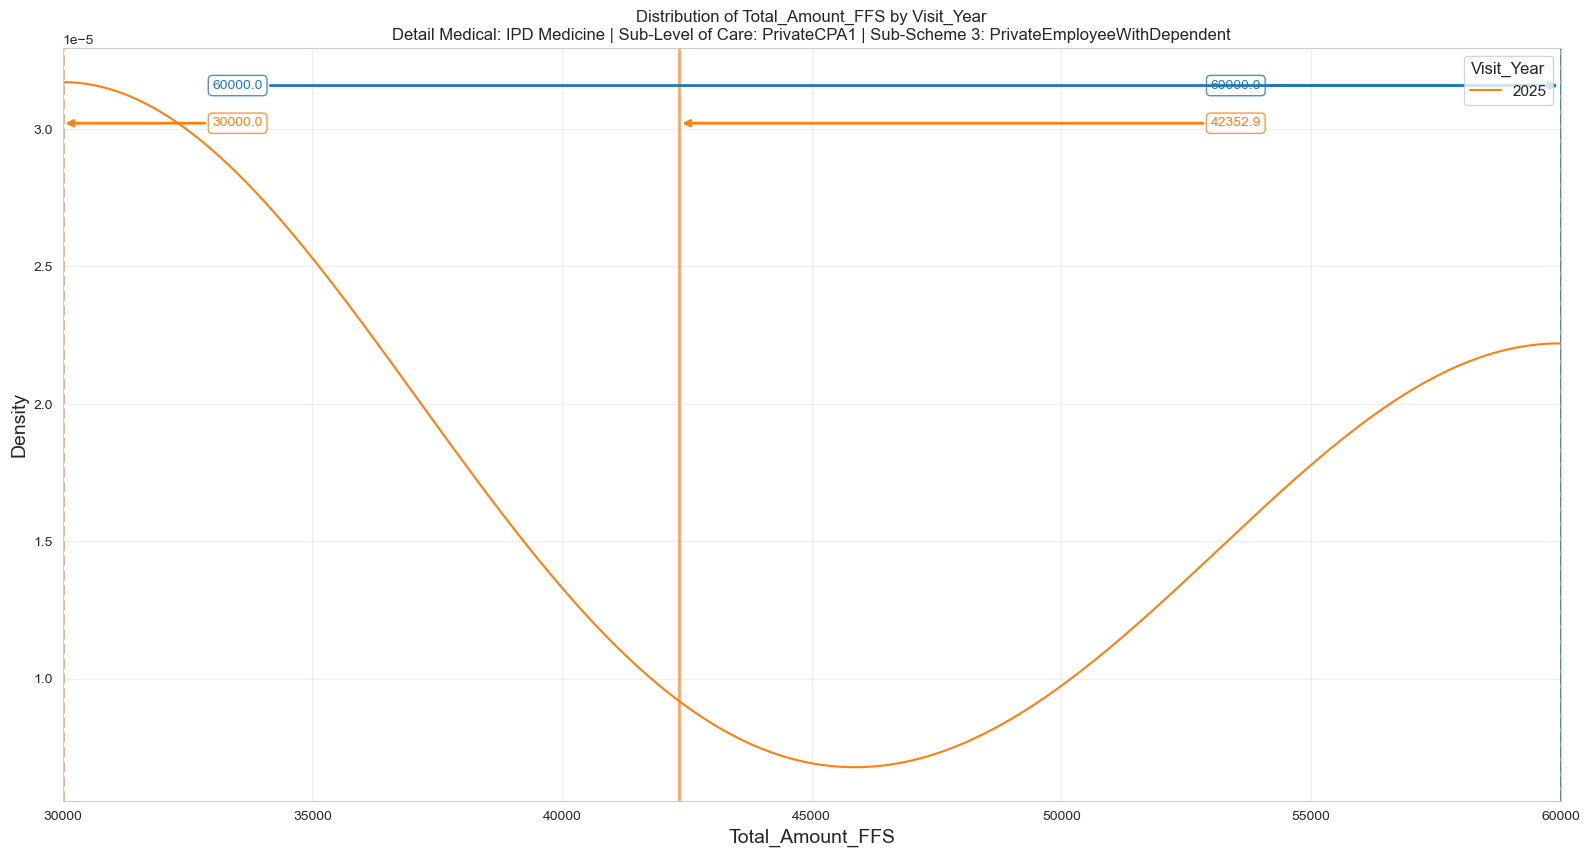 Distribution of Total_Amount_FFS by Visit_Year
Detail Medical: IPD Medicine | Sub-Level of Care: PrivateCPA1 | Sub-Scheme 3: PrivateEmployeeWithDependent
1e−5
Visit_Year
2025
60000.0
60000.0
30000.0
42352.9
3.0
2.5
2.0
1.5
1.0
Density
30000
35000
40000
45000
50000
55000
60000
Total_Amount_FFS